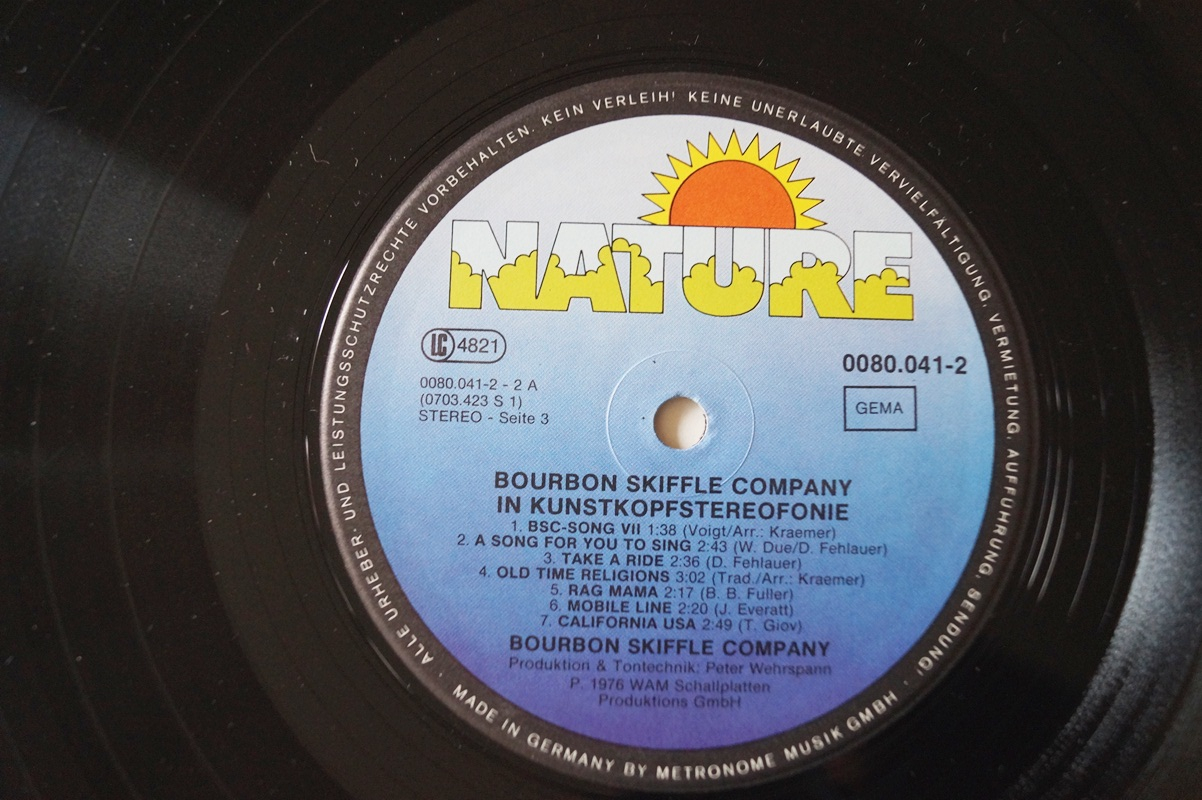 ALLE URHEBER- UND LEISTUNGSSCHUTZRECHTE VORBEHALTEN. KEIN VERLEIH! KEINE UNERLAUBTE VERVIELFÄLTIGUNG, VERMIETUNG, AUFFÜHRUNG, SENDUNG!
NATURE
LC 4821
0080.041-2
0080.041-2 - 2 A
(0703.423 S 1)
STEREO - Seite 3
GEMA
BOURBON SKIFFLE COMPANY
IN KUNSTKOPFSTEREOFONIE
1. BSC-SONG VII 1:38 (Voigt/Arr.: Kraemer)
2. A SONG FOR YOU TO SING 2:43 (W. Due/D. Fehlauer)
3. TAKE A RIDE 2:36 (D. Fehlauer)
4. OLD TIME RELIGIONS 3:02 (Trad./Arr.: Kraemer)
5. RAG MAMA 2:17 (B. B. Fuller)
6. MOBILE LINE 2:20 (J. Everatt)
7. CALIFORNIA USA 2:49 (T. Giov)
BOURBON SKIFFLE COMPANY
Produktion & Tontechnik: Peter Wehrspann
P. 1976 WAM Schallplatten
Produktions GmbH
· MADE IN GERMANY BY METRONOME MUSIK GMBH ·